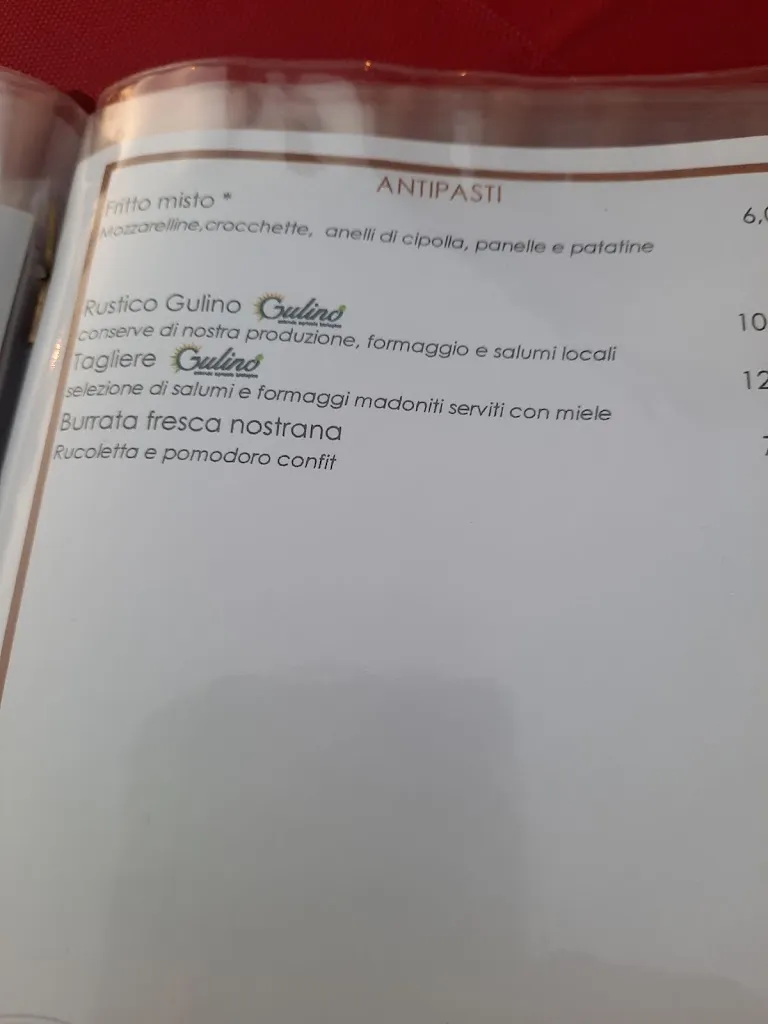 ANTIPASTI
Fritto misto * 6,
Mozzarelline,crocchette, anelli di cipolla, panelle e patatine
Rustico Gulino Gulino 10
conserve di nostra produzione, formaggio e salumi locali
Tagliere Gulino 12
selezione di salumi e formaggi madoniti serviti con miele
Burrata fresca nostrana
Rucoletta e pomodoro confit